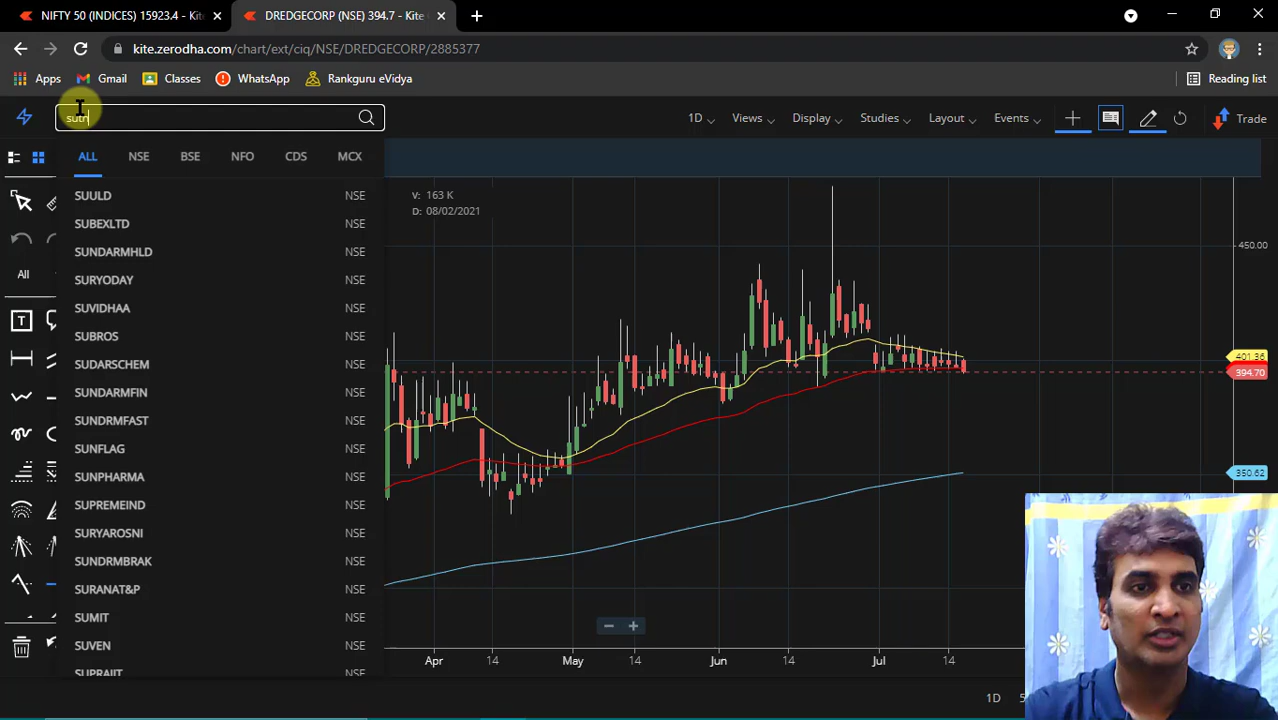 NIFTY 50 (INDICES) 15923.4 - Kit
DREDGECORP (NSE) 394.7 - Kite
kite.zerodha.com/chart/ext/ciq/NSE/DREDGECORP/2885377
Apps Gmail Classes WhatsApp Rankguru eVidya Reading list
1D Views Display Studies Layout Events Trade
ALL NSE BSE NFO CDS MCX
SUULD NSE
SUBEXLTD NSE
SUNDARMHLD NSE
SURYODAY NSE
SUVIDHAA NSE
SUBROS NSE
SUDARSCHEM NSE
SUNDARMFIN NSE
SUNDRMFAST NSE
SUNFLAG NSE
SUNPHARMA NSE
SUPREMEIND NSE
SURYAROSNI NSE
SUNDRMBRAK NSE
SURANAT&P NSE
SUMIT NSE
SUVEN NSE
SUPRAJIT NSE
All
T
V: 163 K
D: 08/02/2021
450.00
401.36
394.70
350.62
Apr 14 May 14 Jun 14 Jul 14
1D